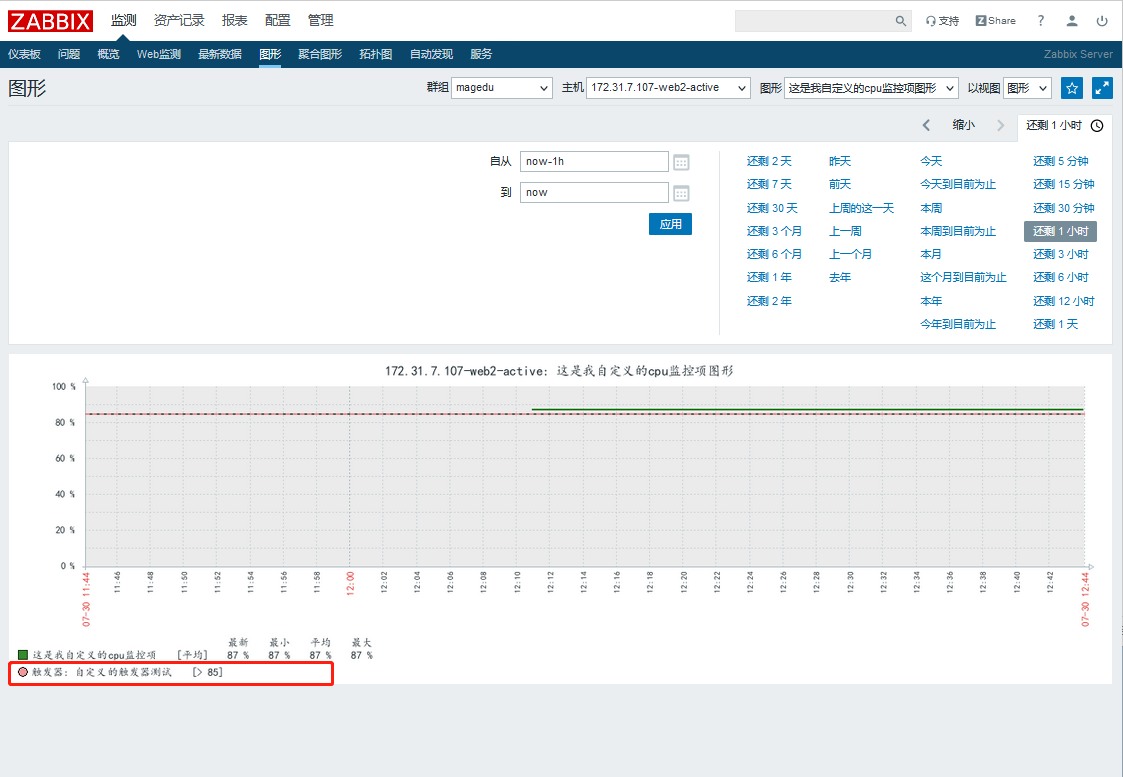 ZABBIX 监测 资产记录 报表 配置 管理 支持 Z Share ?
仪表板 问题 概览 Web监测 最新数据 图形 聚合图形 拓扑图 自动发现 服务 Zabbix Server
图形 群组 magedu 主机 172.31.7.107-web2-active 图形 这是我自定义的cpu监控项图形 以视图 图形
缩小 还剩 1 小时
自从 now-1h
到 now
应用
还剩 2 天 昨天 今天 还剩 5 分钟
还剩 7 天 前天 今天到目前为止 还剩 15 分钟
还剩 30 天 上周的这一天 本周 还剩 30 分钟
还剩 3 个月 上一周 本周到目前为止 还剩 1 小时
还剩 6 个月 上一个月 本月 还剩 3 小时
还剩 1 年 去年 这个月到目前为止 还剩 6 小时
还剩 2 年 本年 还剩 12 小时
今年到目前为止 还剩 1 天
172.31.7.107-web2-active: 这是我自定义的cpu监控项图形
100 %
80 %
60 %
40 %
20 %
0 %
07-30 11:44 11:46 11:48 11:50 11:52 11:54 11:56 11:58 12:00 12:02 12:04 12:06 12:08 12:10 12:12 12:14 12:16 12:18 12:20 12:22 12:24 12:26 12:28 12:30 12:32 12:34 12:36 12:38 12:40 12:42 07-30 12:44
最新 最小 平均 最大
这是我自定义的cpu监控项 [平均] 87 % 87 % 87 % 87 %
触发器: 自定义的触发器测试 [> 85]